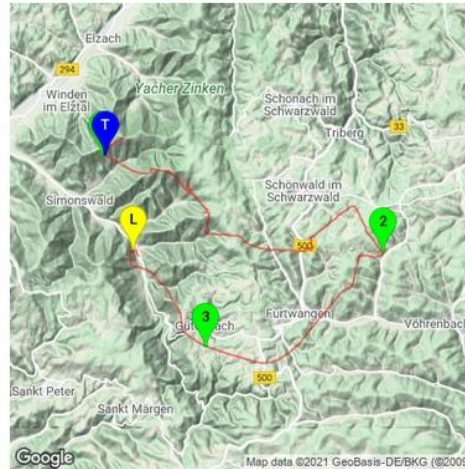 Elzach
294
Yacher Zinken
Winden
im Elztal
T
Schonach im
Schwarzwald
Triberg
33
Simonswald
Schönwald im
Schwarzwald
L
2
500
3
Furtwangen
Vöhrenbach
500
Sankt Peter
Sankt Märgen
Google
Map data ©2021 GeoBasis-DE/BKG (©2009